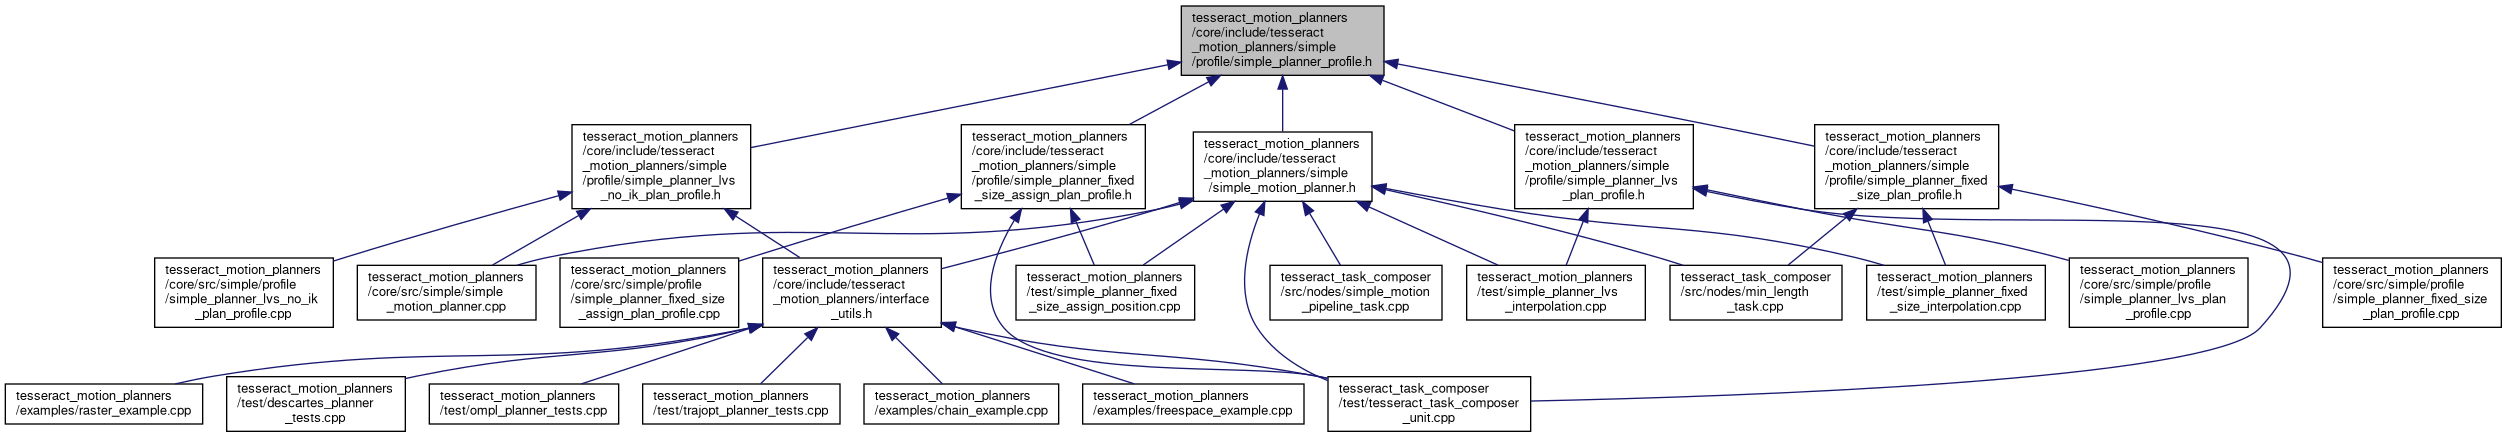 tesseract_motion_planners
/core/include/tesseract
_motion_planners/simple
/profile/simple_planner_profile.h
tesseract_motion_planners
/core/include/tesseract
_motion_planners/simple
/profile/simple_planner_lvs
_no_ik_plan_profile.h
tesseract_motion_planners
/core/include/tesseract
_motion_planners/simple
/profile/simple_planner_fixed
_size_assign_plan_profile.h
tesseract_motion_planners
/core/include/tesseract
_motion_planners/simple
/simple_motion_planner.h
tesseract_motion_planners
/core/include/tesseract
_motion_planners/simple
/profile/simple_planner_lvs
_plan_profile.h
tesseract_motion_planners
/core/include/tesseract
_motion_planners/simple
/profile/simple_planner_fixed
_size_plan_profile.h
tesseract_motion_planners
/core/src/simple/profile
/simple_planner_lvs_no_ik
_plan_profile.cpp
tesseract_motion_planners
/core/src/simple/simple
_motion_planner.cpp
tesseract_motion_planners
/core/src/simple/profile
/simple_planner_fixed_size
_assign_plan_profile.cpp
tesseract_motion_planners
/core/include/tesseract
_motion_planners/interface
_utils.h
tesseract_motion_planners
/test/simple_planner_fixed
_size_assign_position.cpp
tesseract_task_composer
/src/nodes/simple_motion
_pipeline_task.cpp
tesseract_motion_planners
/test/simple_planner_lvs
_interpolation.cpp
tesseract_task_composer
/src/nodes/min_length
_task.cpp
tesseract_motion_planners
/test/simple_planner_fixed
_size_interpolation.cpp
tesseract_motion_planners
/core/src/simple/profile
/simple_planner_lvs_plan
_profile.cpp
tesseract_motion_planners
/core/src/simple/profile
/simple_planner_fixed_size
_plan_profile.cpp
tesseract_motion_planners
/examples/raster_example.cpp
tesseract_motion_planners
/test/descartes_planner
_tests.cpp
tesseract_motion_planners
/test/ompl_planner_tests.cpp
tesseract_motion_planners
/test/trajopt_planner_tests.cpp
tesseract_motion_planners
/examples/chain_example.cpp
tesseract_motion_planners
/examples/freespace_example.cpp
tesseract_task_composer
/test/tesseract_task_composer
_unit.cpp